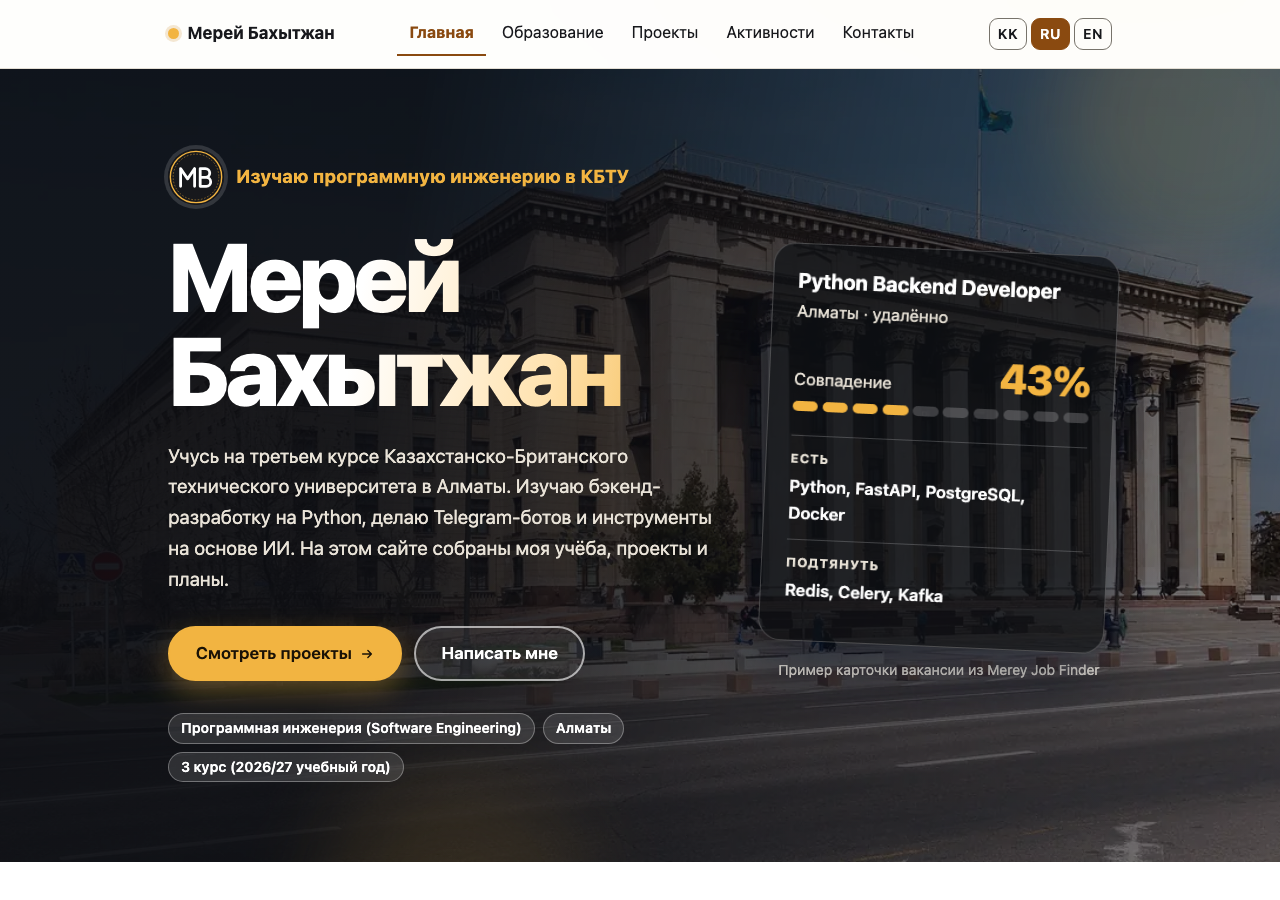 Мерей Бахытжан
Главная
Образование
Проекты
Активности
Контакты
KK
RU
EN
MB
Изучаю программную инженерию в КБТУ
Мерей
Бахытжан
Учусь на третьем курсе Казахстанско-Британского
технического университета в Алматы. Изучаю бэкенд-
разработку на Python, делаю Telegram-ботов и инструменты
на основе ИИ. На этом сайте собраны моя учёба, проекты и
планы.
Смотреть проекты →
Написать мне
Программная инженерия (Software Engineering)
Алматы
3 курс (2026/27 учебный год)
Python Backend Developer
Алматы · удалённо
Совпадение
43%
ЕСТЬ
Python, FastAPI, PostgreSQL,
Docker
ПОДТЯНУТЬ
Redis, Celery, Kafka
Пример карточки вакансии из Merey Job Finder